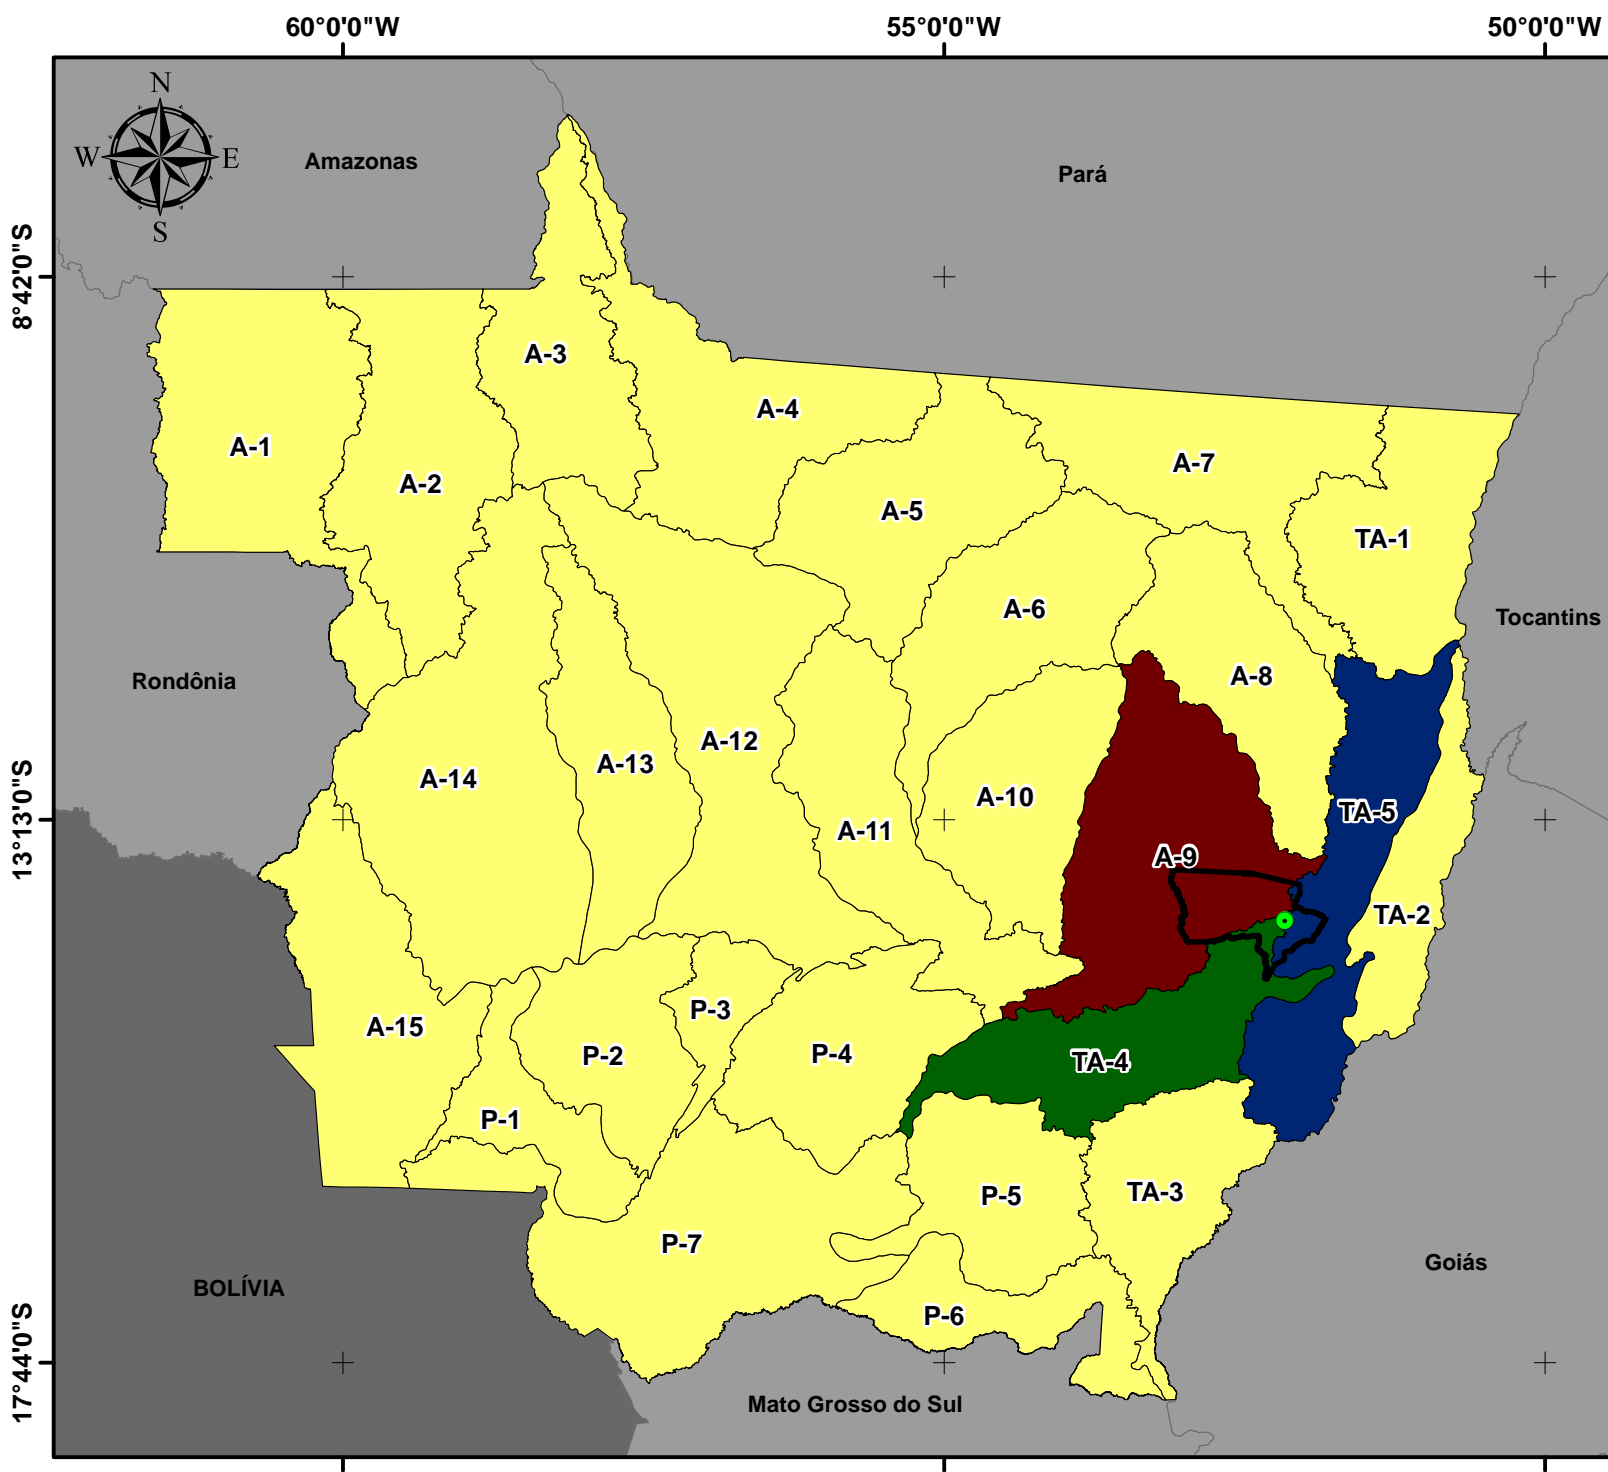 60°0'0"W
55°0'0"W
50°0'0"W
N
W
E
S
Amazonas
Pará
8°42'0"S
A-3
A-4
A-1
A-7
A-2
A-5
TA-1
A-6
Tocantins
Rondônia
A-8
A-12
A-13
A-14
A-10
13°13'0"S
TA-5
A-11
A-9
TA-2
P-3
A-15
P-2
P-4
TA-4
P-1
P-5
TA-3
P-7
Goiás
BOLÍVIA
P-6
17°44'0"S
Mato Grosso do Sul